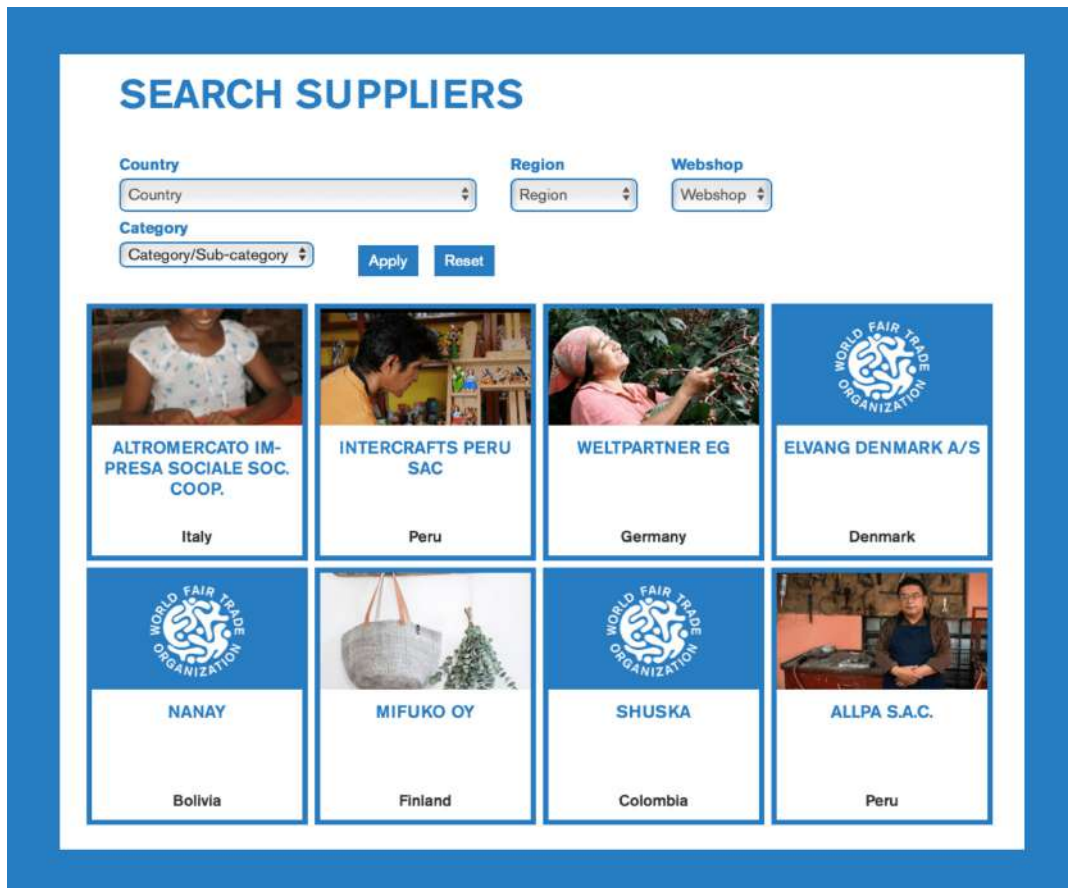 SEARCH SUPPLIERS
Country
Region
Webshop
Country
Region
Webshop
Category
Category/Sub-category
Apply
Reset
WORLD FAIR TRADE ORGANIZATION
ALTROMERCATO IM-
PRESA SOCIALE SOC.
COOP.
Italy
INTERCRAFTS PERU
SAC
Peru
WELTPARTNER EG
Germany
ELVANG DENMARK A/S
Denmark
WORLD FAIR TRADE ORGANIZATION
NANAY
Bolivia
MIFUKO OY
Finland
WORLD FAIR TRADE ORGANIZATION
SHUSKA
Colombia
ALLPA S.A.C.
Peru